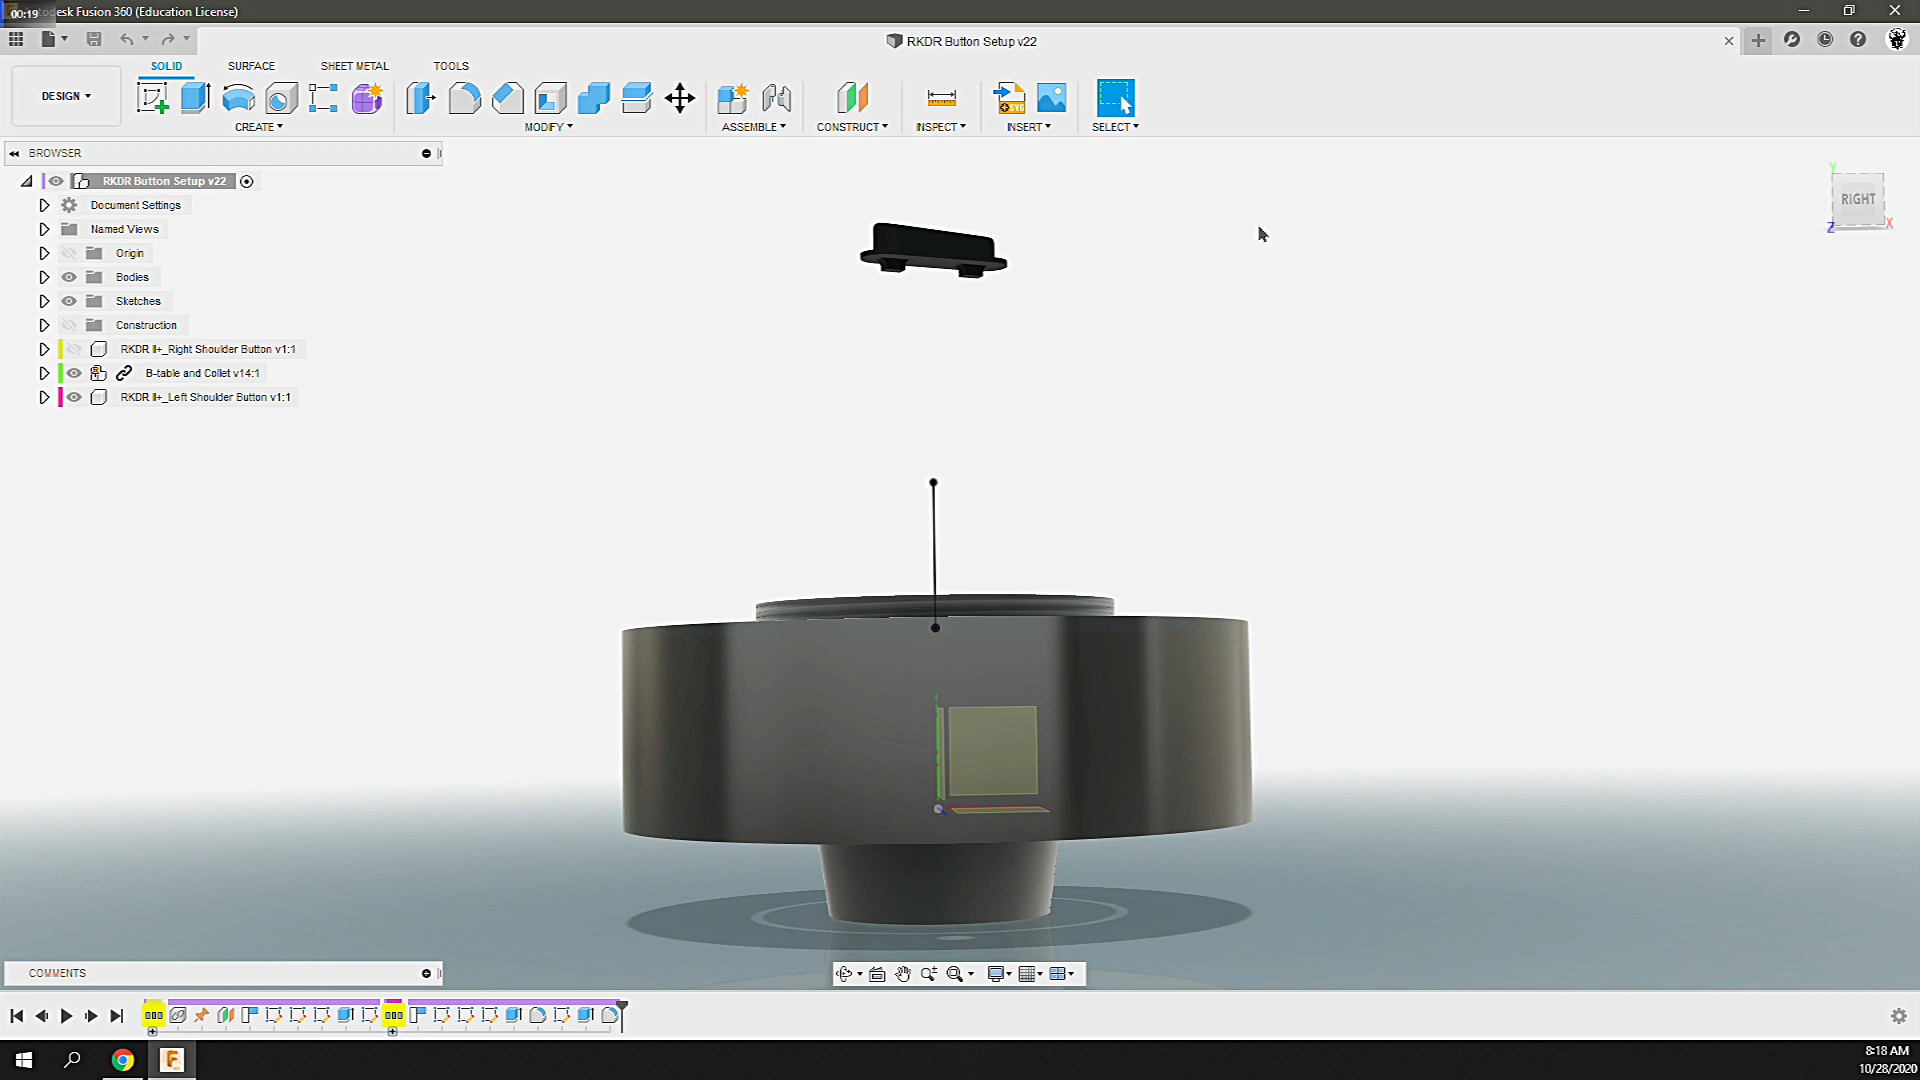 00:19
desk Fusion 360 (Education License)
RKDR Button Setup v22
SOLID
SURFACE
SHEET METAL
TOOLS
DESIGN
CREATE
MODIFY
ASSEMBLE
CONSTRUCT
INSPECT
INSERT
SELECT
SVG
BROWSER
RKDR Button Setup v22
Document Settings
Named Views
Origin
Bodies
Sketches
Construction
RKDR II+_Right Shoulder Button v1:1
B-table and Collet v14:1
RKDR II+_Left Shoulder Button v1:1
Y
RIGHT
Z
X
COMMENTS
8:18 AM
10/28/2020